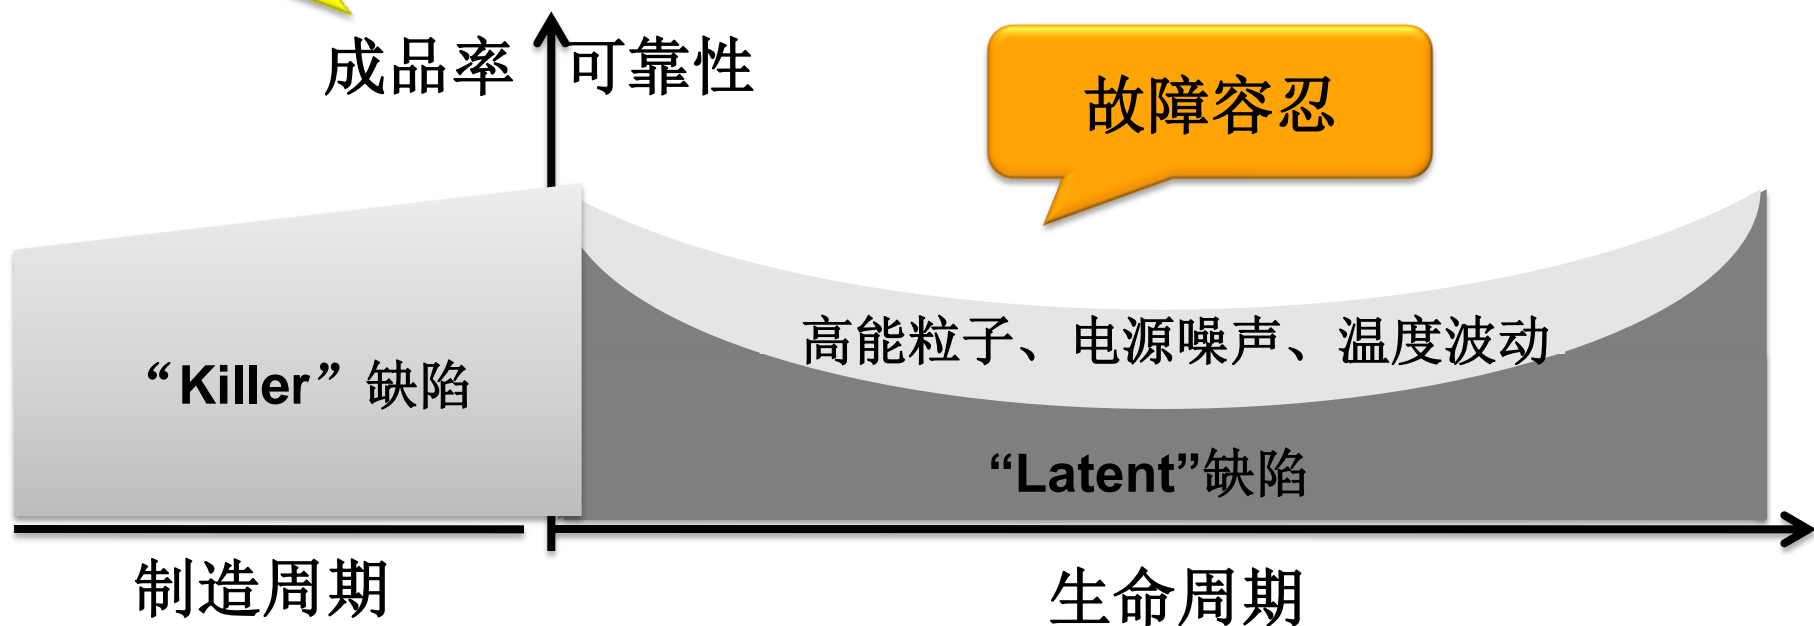 成品率 可靠性
故障容忍
高能粒子、电源噪声、温度波动
“Killer”缺陷
“Latent”缺陷
制造周期
生命周期